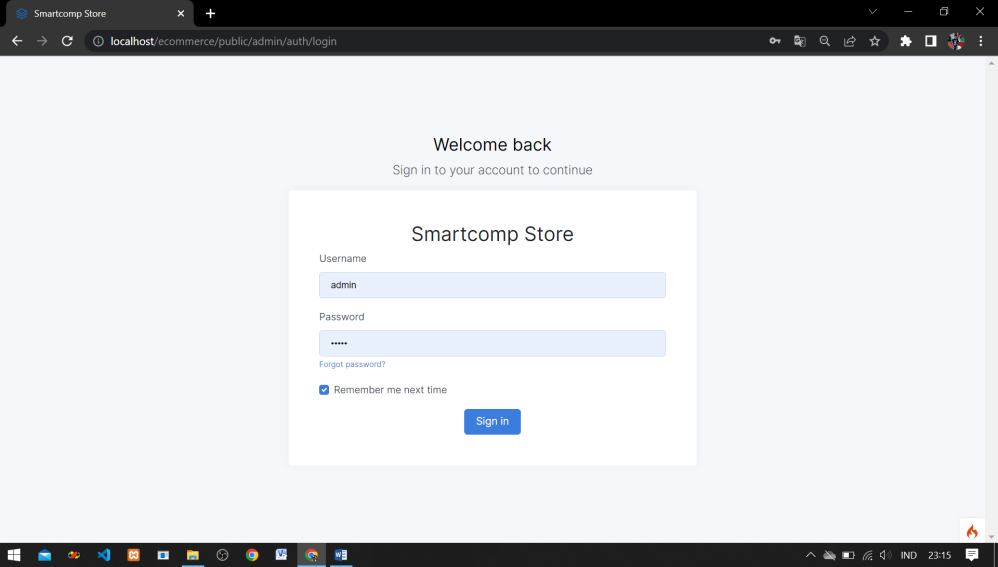 Smartcomp Store
localhost/ecommerce/public/admin/auth/login
Welcome back
Sign in to your account to continue
Smartcomp Store
Username
admin
Password
•••••
Forgot password?
Remember me next time
Sign in
IND
23:15